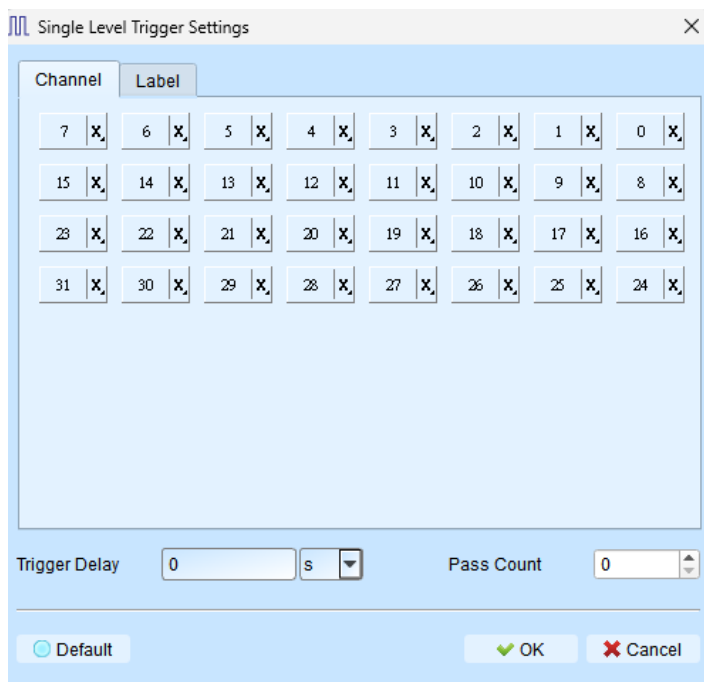 Single Level Trigger Settings
Channel Label
7 X 6 X 5 X 4 X 3 X 2 X 1 X 0 X
15 X 14 X 13 X 12 X 11 X 10 X 9 X 8 X
23 X 22 X 21 X 20 X 19 X 18 X 17 X 16 X
31 X 30 X 29 X 28 X 27 X 26 X 25 X 24 X
Trigger Delay 0 s Pass Count 0
Default OK Cancel